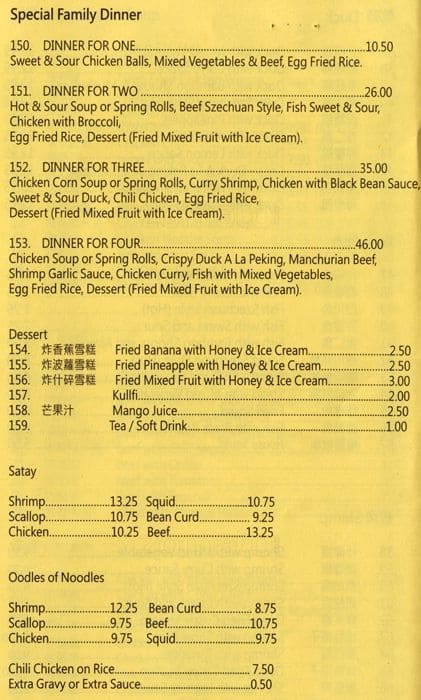 Special Family Dinner
150. DINNER FOR ONE..........10.50
Sweet & Sour Chicken Balls, Mixed Vegetables & Beef, Egg Fried Rice.
151. DINNER FOR TWO ..........26.00
Hot & Sour Soup or Spring Rolls, Beef Szechuan Style, Fish Sweet & Sour,
Chicken with Broccoli,
Egg Fried Rice, Dessert (Fried Mixed Fruit with Ice Cream).
152. DINNER FOR THREE..........35.00
Chicken Corn Soup or Spring Rolls, Curry Shrimp, Chicken with Black Bean Sauce,
Sweet & Sour Duck, Chili Chicken, Egg Fried Rice,
Dessert (Fried Mixed Fruit with Ice Cream).
153. DINNER FOR FOUR..........46.00
Chicken Soup or Spring Rolls, Crispy Duck A La Peking, Manchurian Beef,
Shrimp Garlic Sauce, Chicken Curry, Fish with Mixed Vegetables,
Egg Fried Rice, Dessert (Fried Mixed Fruit with Ice Cream).
Dessert
154. 炸香蕉雪糕 Fried Banana with Honey & Ice Cream..........2.50
155. 炸波蘿雪糕 Fried Pineapple with Honey & Ice Cream..........2.50
156. 炸什碎雪糕 Fried Mixed Fruit with Honey & Ice Cream..........3.00
157. Kullfi..........2.00
158. 芒果汁 Mango Juice..........2.50
159. Tea / Soft Drink..........1.00
Satay
Shrimp..........13.25 Squid..........10.75
Scallop..........10.75 Bean Curd.......... 9.25
Chicken..........10.25 Beef..........13.25
Oodles of Noodles
Shrimp..........12.25 Bean Curd.......... 8.75
Scallop..........9.75 Beef..........10.75
Chicken..........9.75 Squid..........9.75
Chili Chicken on Rice.......... 7.50
Extra Gravy or Extra Sauce..........0.50